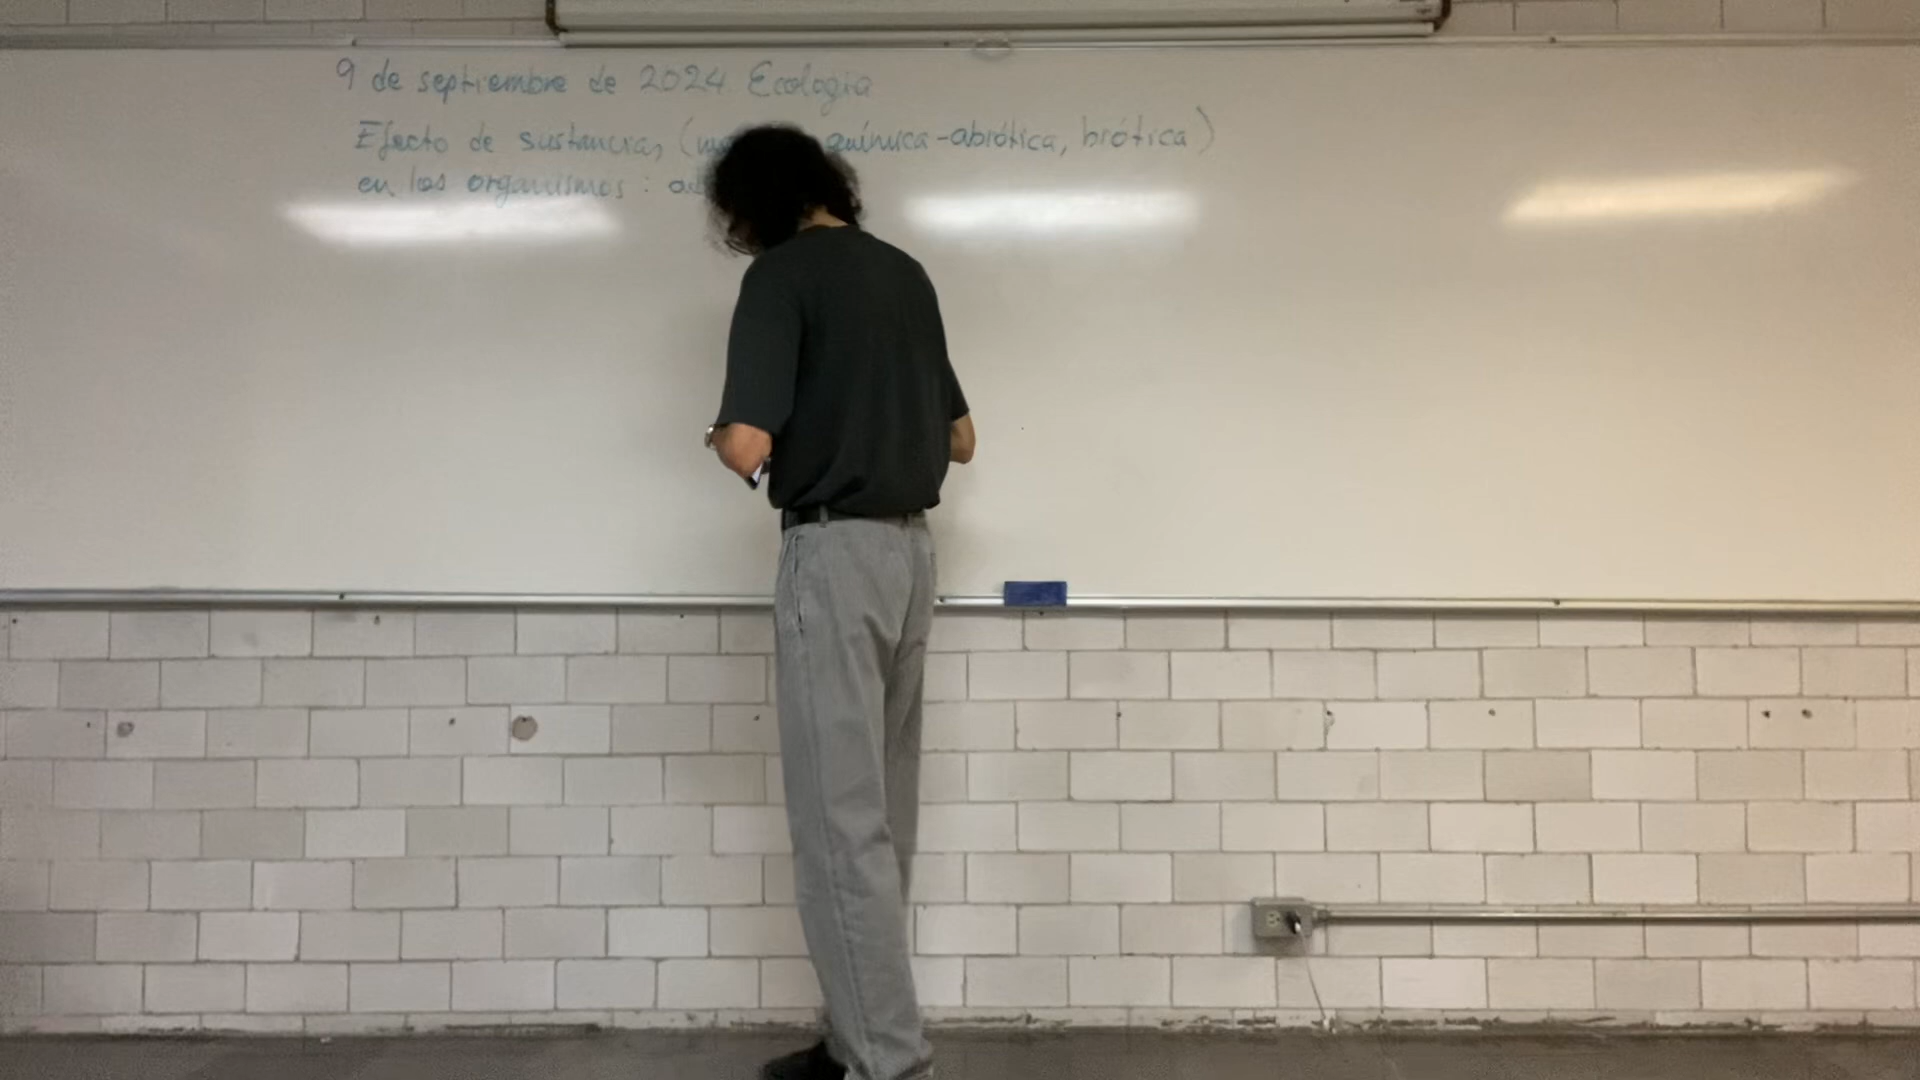 9 de septiembre de 2024 Ecología
Efecto de sustancias ( química-abiótica, biótica)
en los organismos :